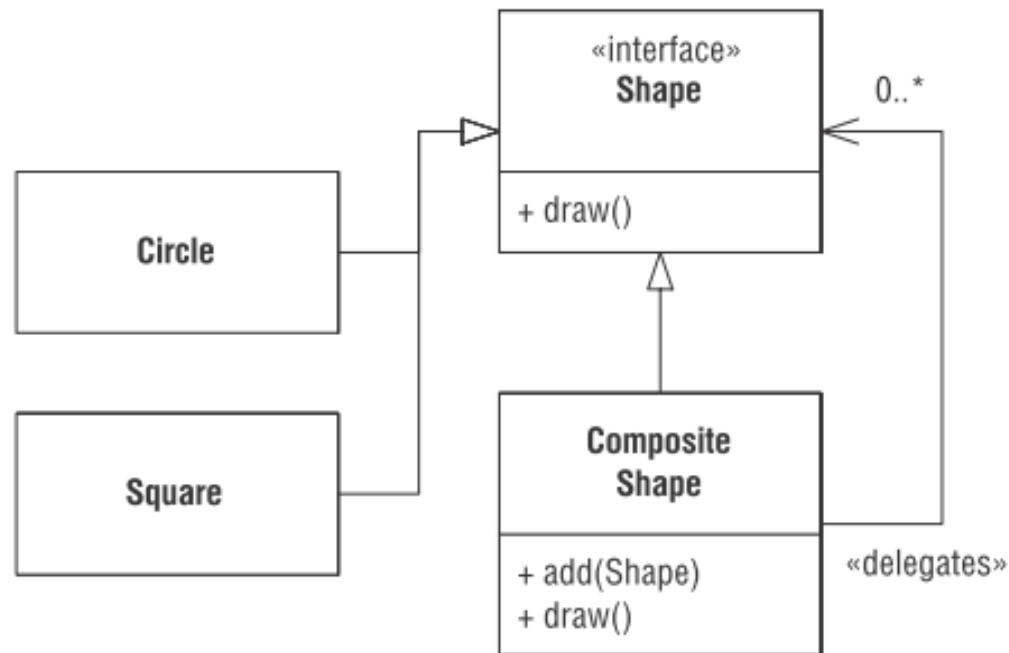 «interface»
Shape
0..*
+ draw()
Circle
Square
Composite
Shape
+ add(Shape)
+ draw()
«delegates»